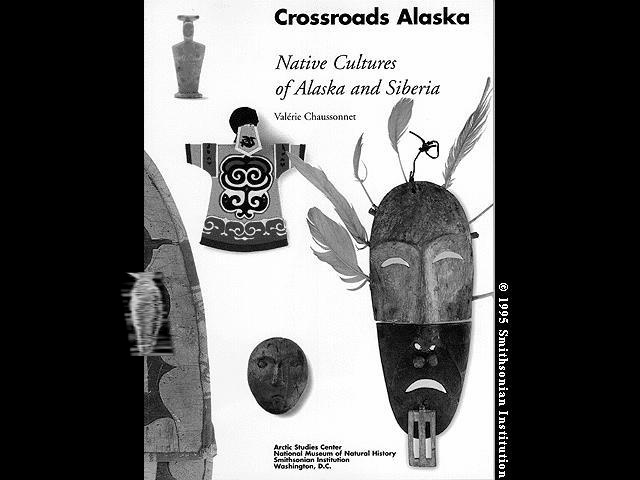 Crossroads Alaska
Native Cultures
of Alaska and Siberia
Valérie Chaussonnet
Arctic Studies Center
National Museum of Natural History
Smithsonian Institution
Washington, D.C.
© 1995 Smithsonian Institution